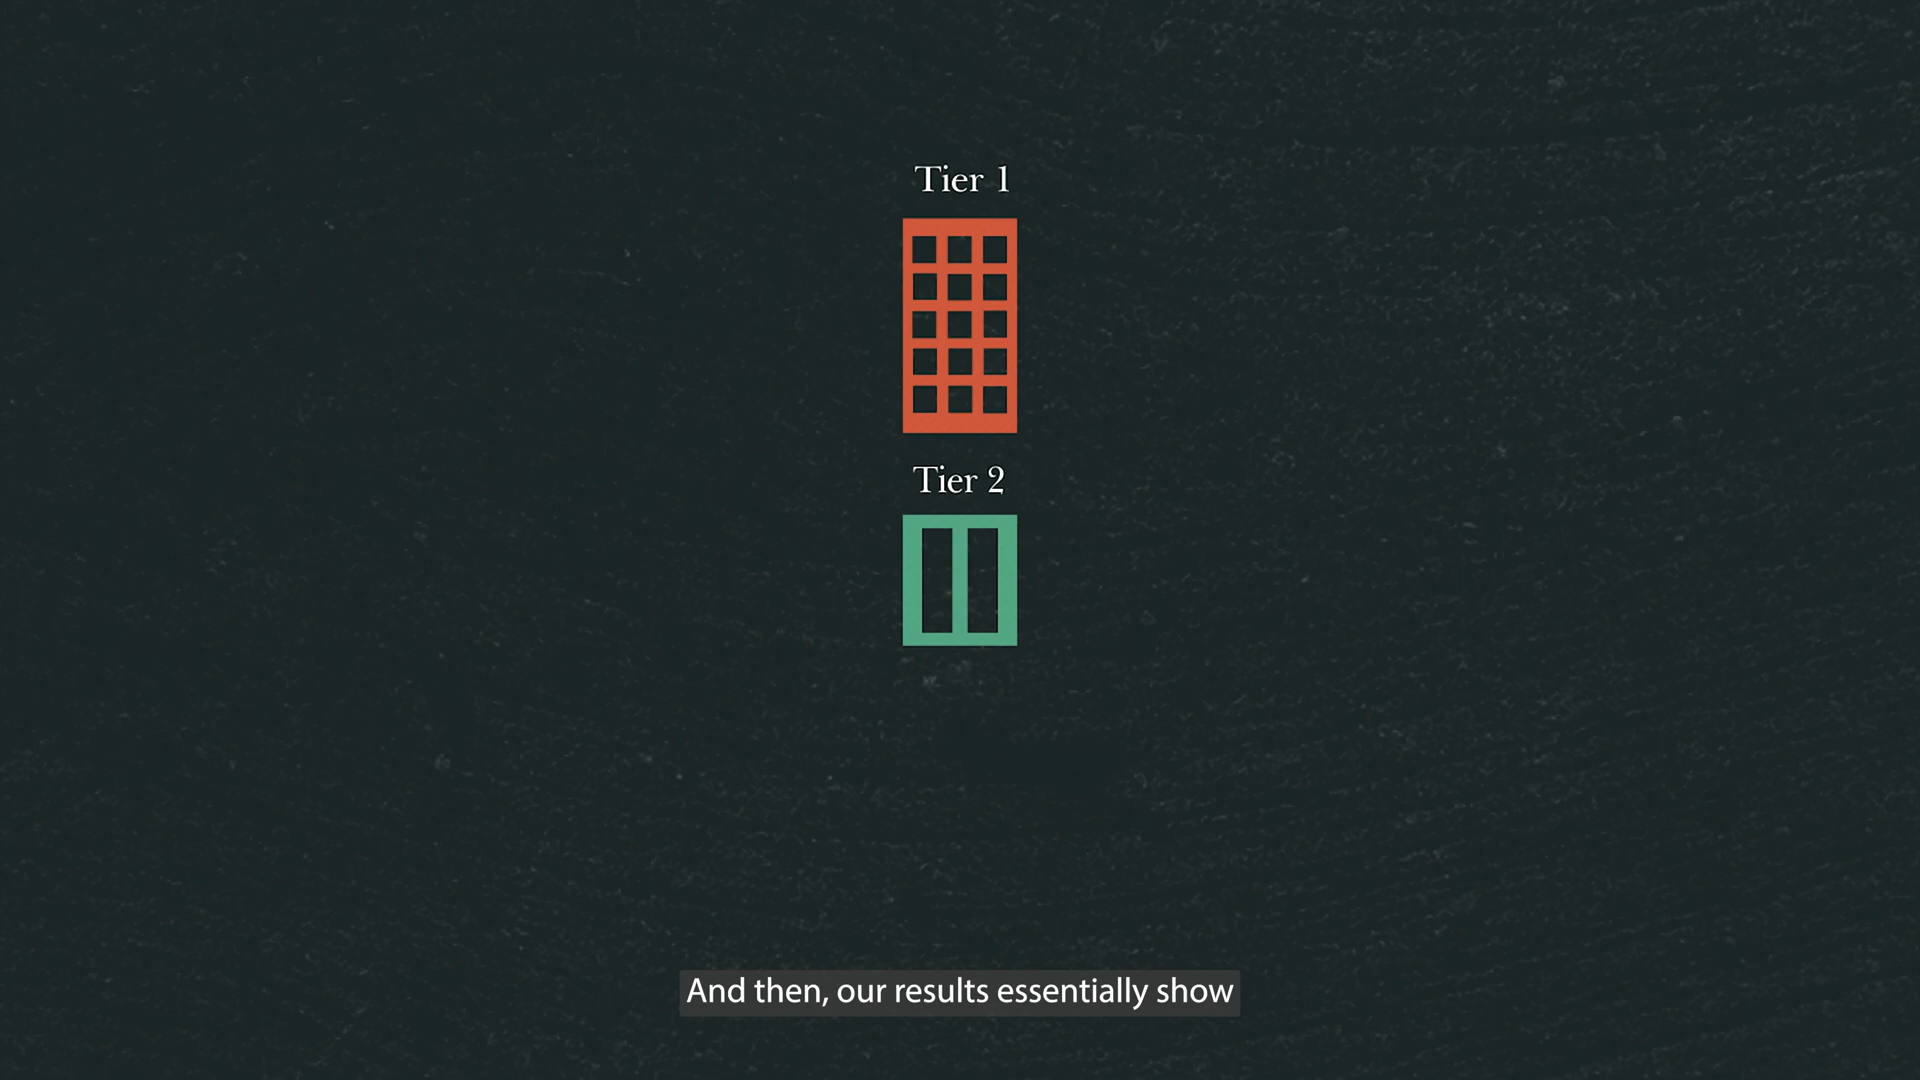 Tier 1
Tier 2
And then, our results essentially show